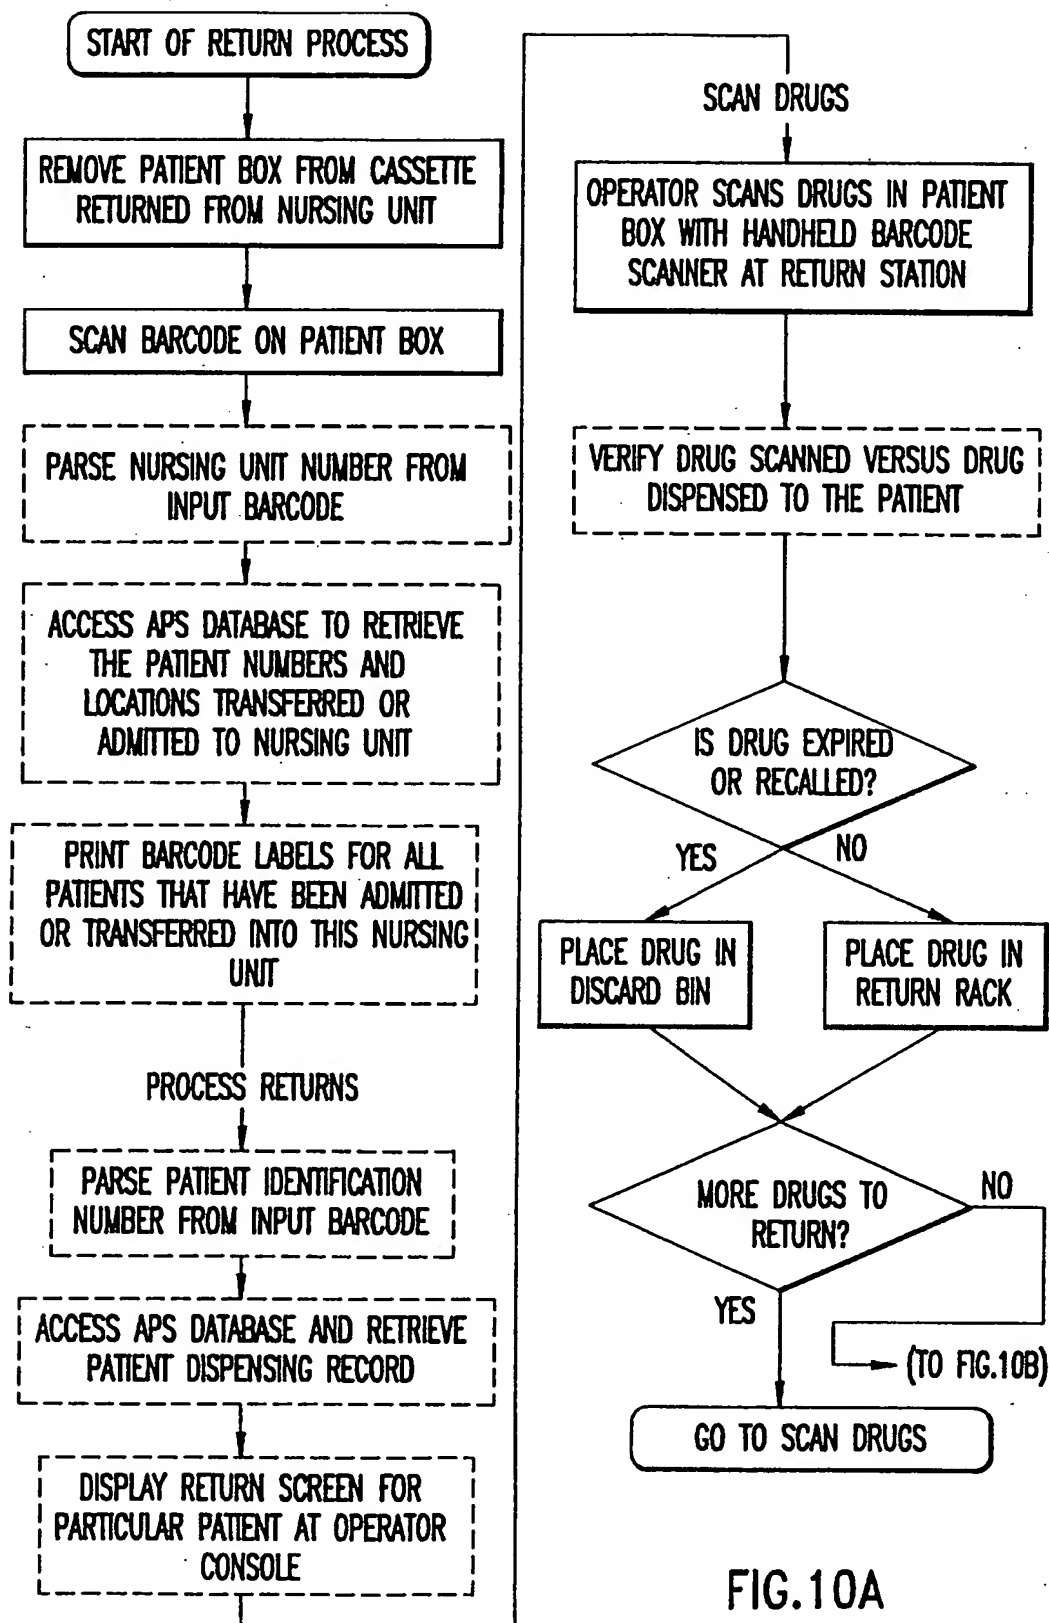 START OF RETURN PROCESS
REMOVE PATIENT BOX FROM CASSETTE
RETURNED FROM NURSING UNIT
SCAN BARCODE ON PATIENT BOX
PARSE NURSING UNIT NUMBER FROM
INPUT BARCODE
ACCESS APS DATABASE TO RETRIEVE
THE PATIENT NUMBERS AND
LOCATIONS TRANSFERRED OR
ADMITTED TO NURSING UNIT
PRINT BARCODE LABELS FOR ALL
PATIENTS THAT HAVE BEEN ADMITTED
OR TRANSFERRED INTO THIS NURSING
UNIT
PROCESS RETURNS
PARSE PATIENT IDENTIFICATION
NUMBER FROM INPUT BARCODE
ACCESS APS DATABASE AND RETRIEVE
PATIENT DISPENSING RECORD
DISPLAY RETURN SCREEN FOR
PARTICULAR PATIENT AT OPERATOR
CONSOLE
SCAN DRUGS
OPERATOR SCANS DRUGS IN PATIENT
BOX WITH HANDHELD BARCODE
SCANNER AT RETURN STATION
VERIFY DRUG SCANNED VERSUS DRUG
DISPENSED TO THE PATIENT
IS DRUG EXPIRED
OR RECALLED?
YES
NO
PLACE DRUG IN
DISCARD BIN
PLACE DRUG IN
RETURN RACK
MORE DRUGS TO
RETURN?
NO
YES
(TO FIG.10B)
GO TO SCAN DRUGS
FIG.10A